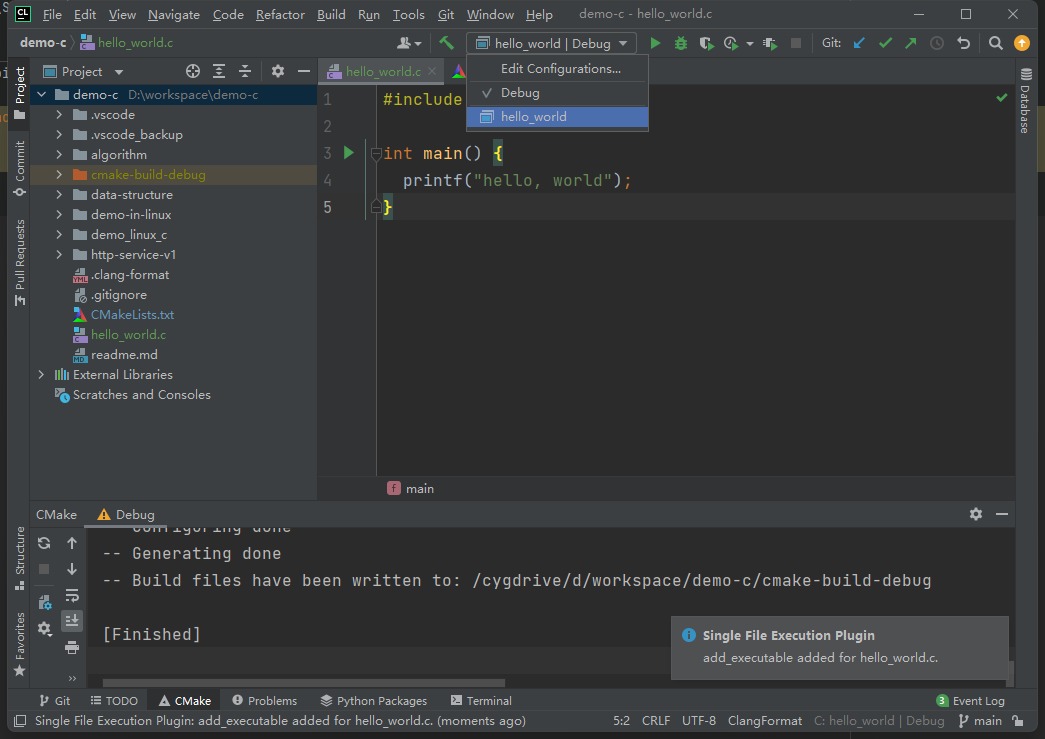 CL File Edit View Navigate Code Refactor Build Run Tools Git Window Help demo-c - hello_world.c
demo-c hello_world.c hello_world | Debug Git:
Project
Edit Configurations...
Debug
hello_world
Project
Commit
Pull Requests
Structure
Favorites
Database
demo-c D:\workspace\demo-c
.vscode
.vscode_backup
algorithm
cmake-build-debug
data-structure
demo-in-linux
demo_linux_c
http-service-v1
.clang-format
.gitignore
CMakeLists.txt
hello_world.c
readme.md
External Libraries
Scratches and Consoles
hello_world.c
1 #include
2
3 int main() {
4 printf("hello, world");
5 }
f main
CMake Debug
-- Configuring done
-- Generating done
-- Build files have been written to: /cygdrive/d/workspace/demo-c/cmake-build-debug
[Finished]
Single File Execution Plugin
add_executable added for hello_world.c.
Git TODO CMake Problems Python Packages Terminal 3 Event Log
Single File Execution Plugin: add_executable added for hello_world.c. (moments ago) 5:2 CRLF UTF-8 ClangFormat C: hello_world | Debug main